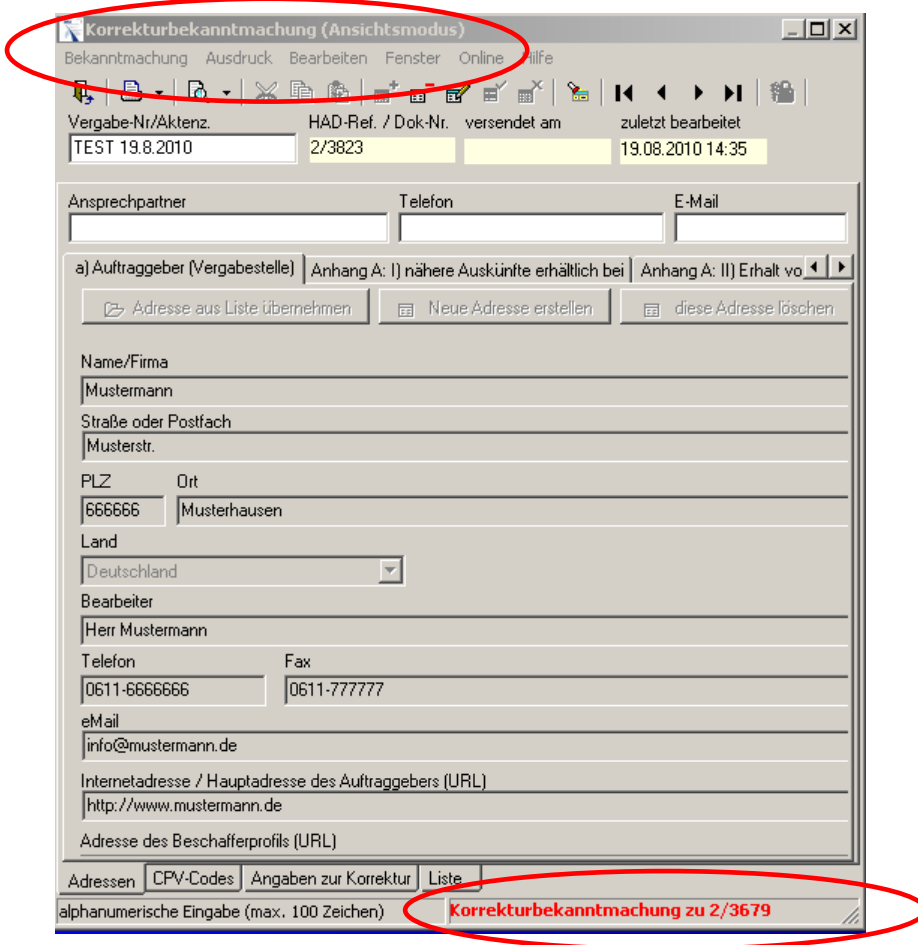 Korrekturbekanntmachung (Ansichtsmodus)
Bekanntmachung Ausdruck Bearbeiten Fenster Online Hilfe
Vergabe-Nr/Aktenz. HAD-Ref. / Dok-Nr. versendet am zuletzt bearbeitet
TEST 19.8.2010 2/3823 19.08.2010 14:35
Ansprechpartner Telefon E-Mail
a) Auftraggeber (Vergabestelle) Anhang A: I) nähere Auskünfte erhältlich bei Anhang A: II) Erhalt vo
Adresse aus Liste übernehmen Neue Adresse erstellen diese Adresse löschen
Name/Firma
Mustermann
Straße oder Postfach
Musterstr.
PLZ Ort
666666 Musterhausen
Land
Deutschland
Bearbeiter
Herr Mustermann
Telefon Fax
0611-6666666 0611-777777
eMail
info@mustermann.de
Internetadresse / Hauptadresse des Auftraggebers (URL)
http://www.mustermann.de
Adresse des Beschafferprofils (URL)
Adressen CPV-Codes Angaben zur Korrektur Liste
alphanumerische Eingabe (max. 100 Zeichen) Korrekturbekanntmachung zu 2/3679